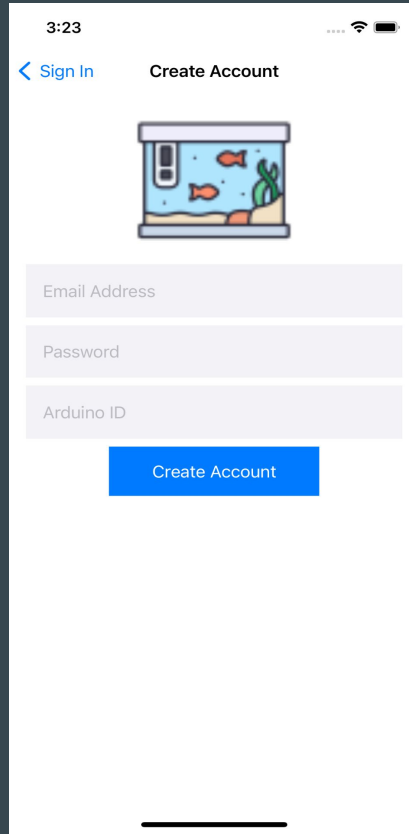 3:23
Sign In
Create Account
Email Address
Password
Arduino ID
Create Account